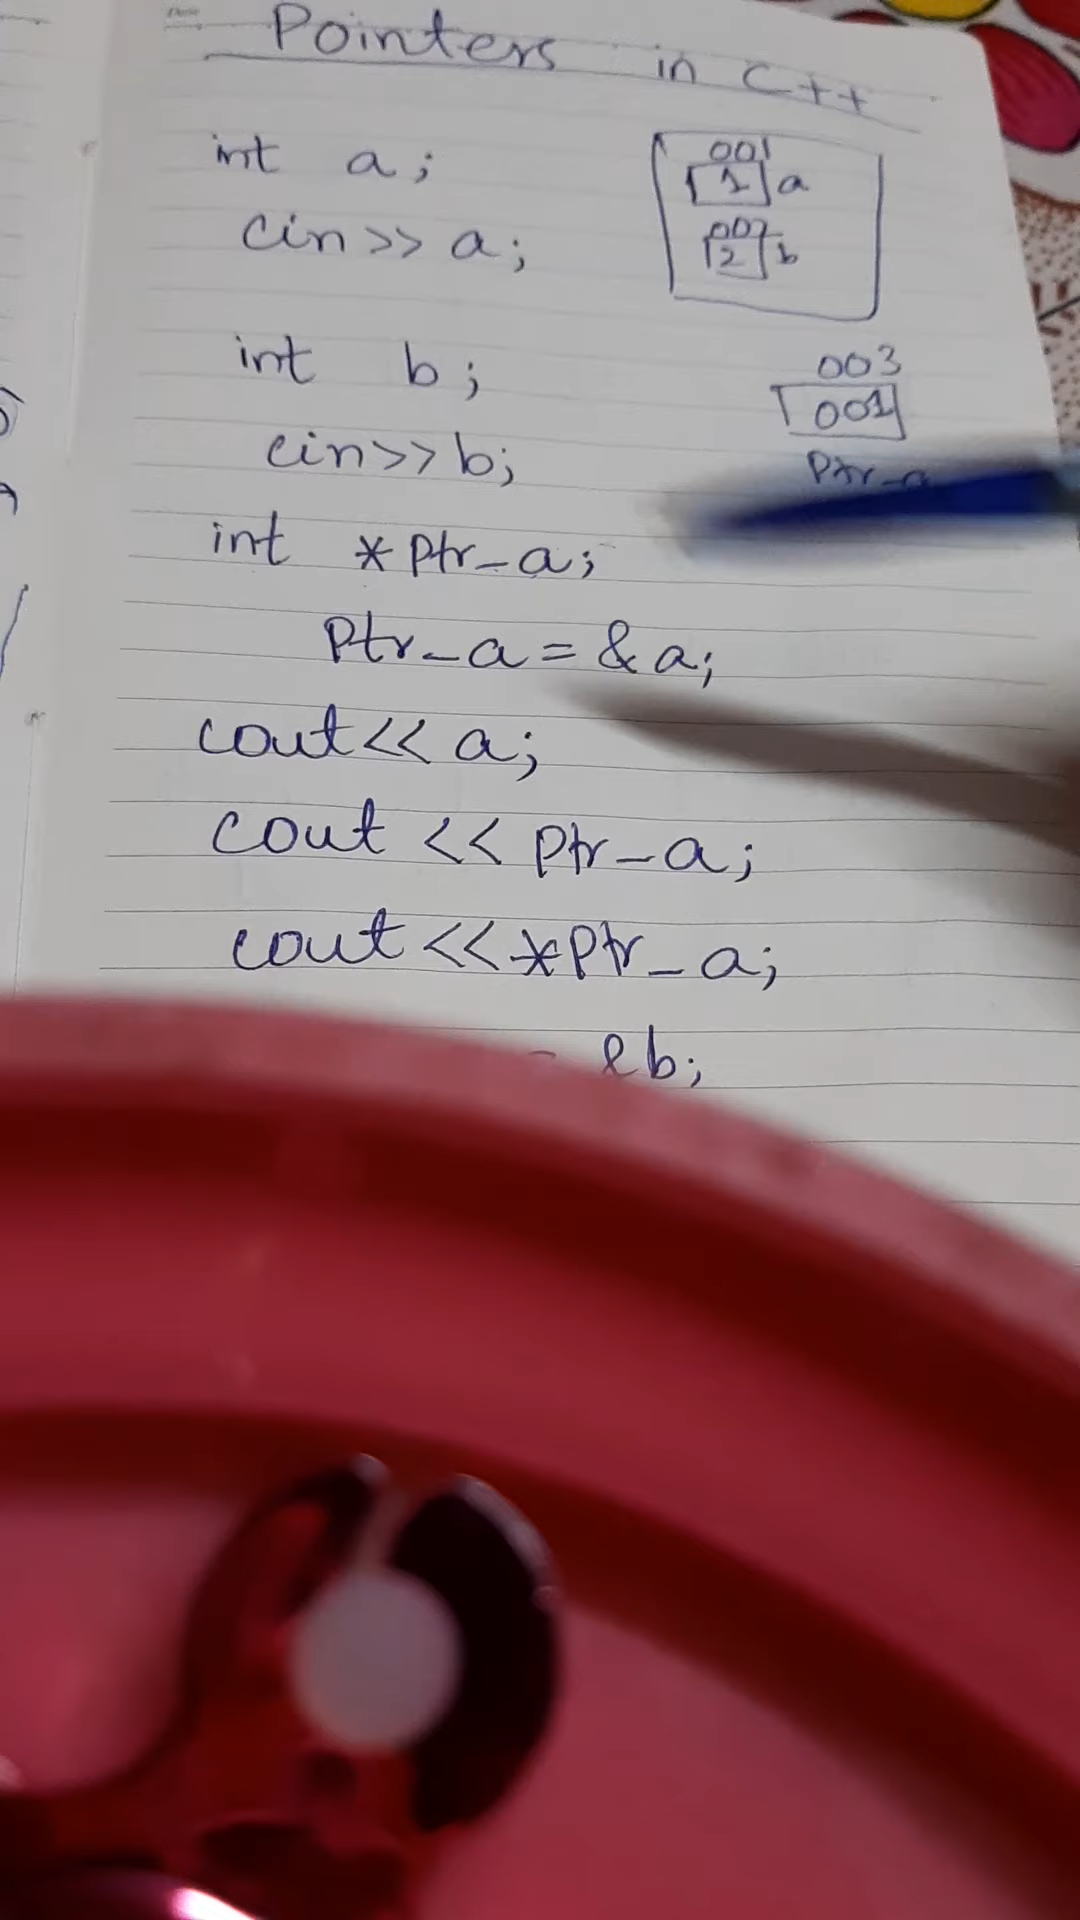 Pointers in C++
int a;
001
1 a
cin>> a;
002
2 b
int b;
003
001
cin>>b;
Ptr_a
int *ptr_a;
Ptr_a = &a;
cout<< a;
cout << ptr_a;
cout<<*ptr_a;
&b;